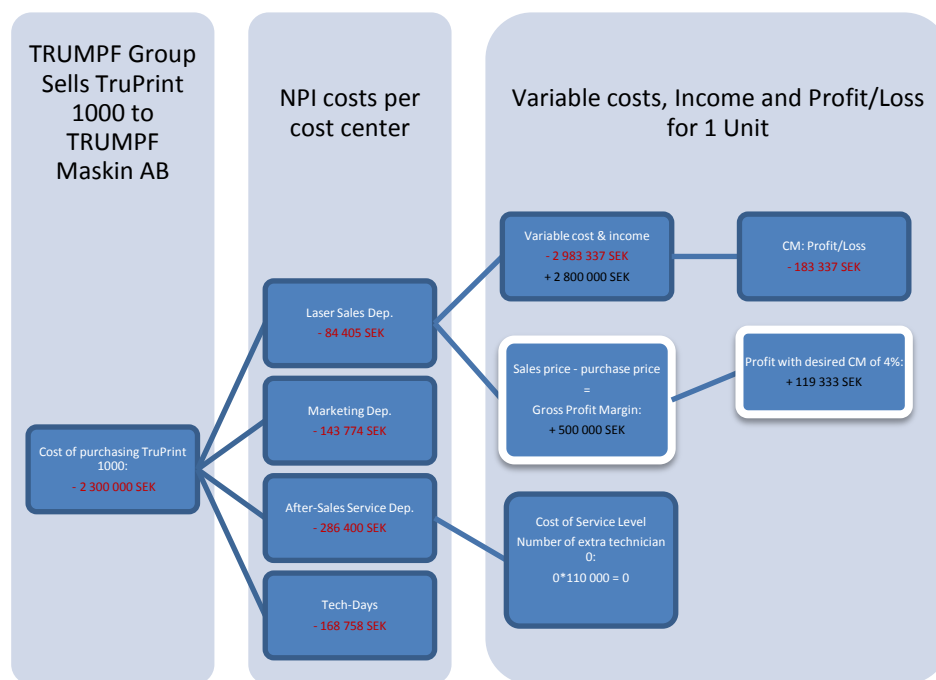 TRUMPF Group
Sells TruPrint
1000 to
TRUMPF
Maskin AB
NPI costs per
cost center
Variable costs, Income and Profit/Loss
for 1 Unit
Cost of purchasing TruPrint
1000:
- 2 300 000 SEK
Laser Sales Dep.
- 84 405 SEK
Marketing Dep.
- 143 774 SEK
After-Sales Service Dep.
- 286 400 SEK
Tech-Days
- 168 758 SEK
Variable cost & income
- 2 983 337 SEK
+ 2 800 000 SEK
CM: Profit/Loss
- 183 337 SEK
Sales price - purchase price
=
Gross Profit Margin:
+ 500 000 SEK
Profit with desired CM of 4%:
+ 119 333 SEK
Cost of Service Level
Number of extra technician
0:
0*110 000 = 0